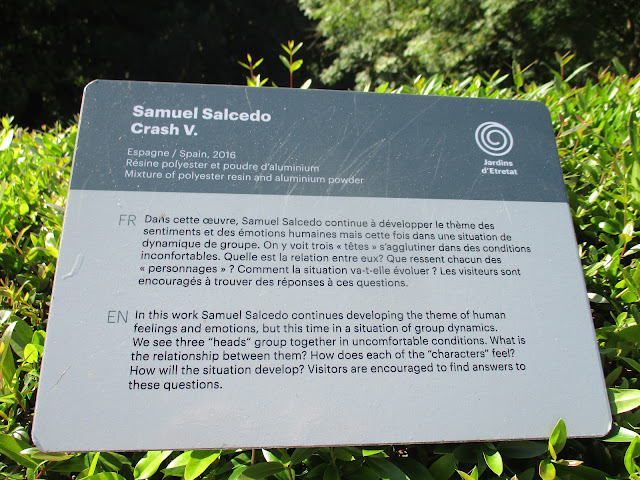 Samuel Salcedo
Crash V.
Espagne / Spain, 2016
Résine polyester et poudre d'aluminium
Mixture of polyester resin and aluminium powder
Jardins
d'Etretat
FR Dans cette œuvre, Samuel Salcedo continue à développer le thème des
sentiments et des émotions humaines mais cette fois dans une situation de
dynamique de groupe. On y voit trois « têtes » s'agglutiner dans des conditions
inconfortables. Quelle est la relation entre eux? Que ressent chacun des
« personnages » ? Comment la situation va-t-elle évoluer ? Les visiteurs sont
encouragés à trouver des réponses à ces questions.
EN In this work Samuel Salcedo continues developing the theme of human
feelings and emotions, but this time in a situation of group dynamics.
We see three "heads" group together in uncomfortable conditions. What is
the relationship between them? How does each of the "characters" feel?
How will the situation develop? Visitors are encouraged to find answers to
these questions.